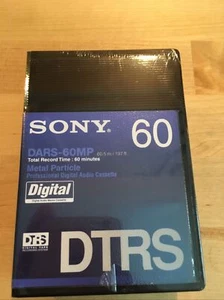 SONY 60
DARS-60MP
Total Record Time : 60 minutes
Metal Particle
Professional Digital Audio Cassette
Digital
DTRS
DTRS